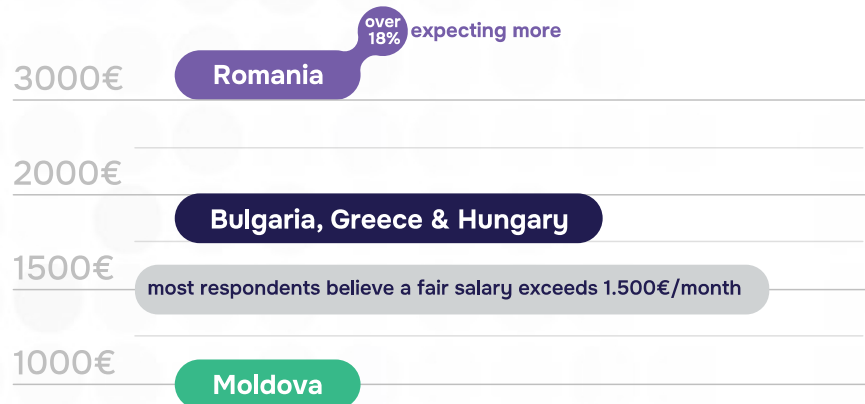 over
18%
expecting more
Romania
3000€
2000€
Bulgaria, Greece & Hungary
1500€
most respondents believe a fair salary exceeds 1.500€/month
1000€
Moldova